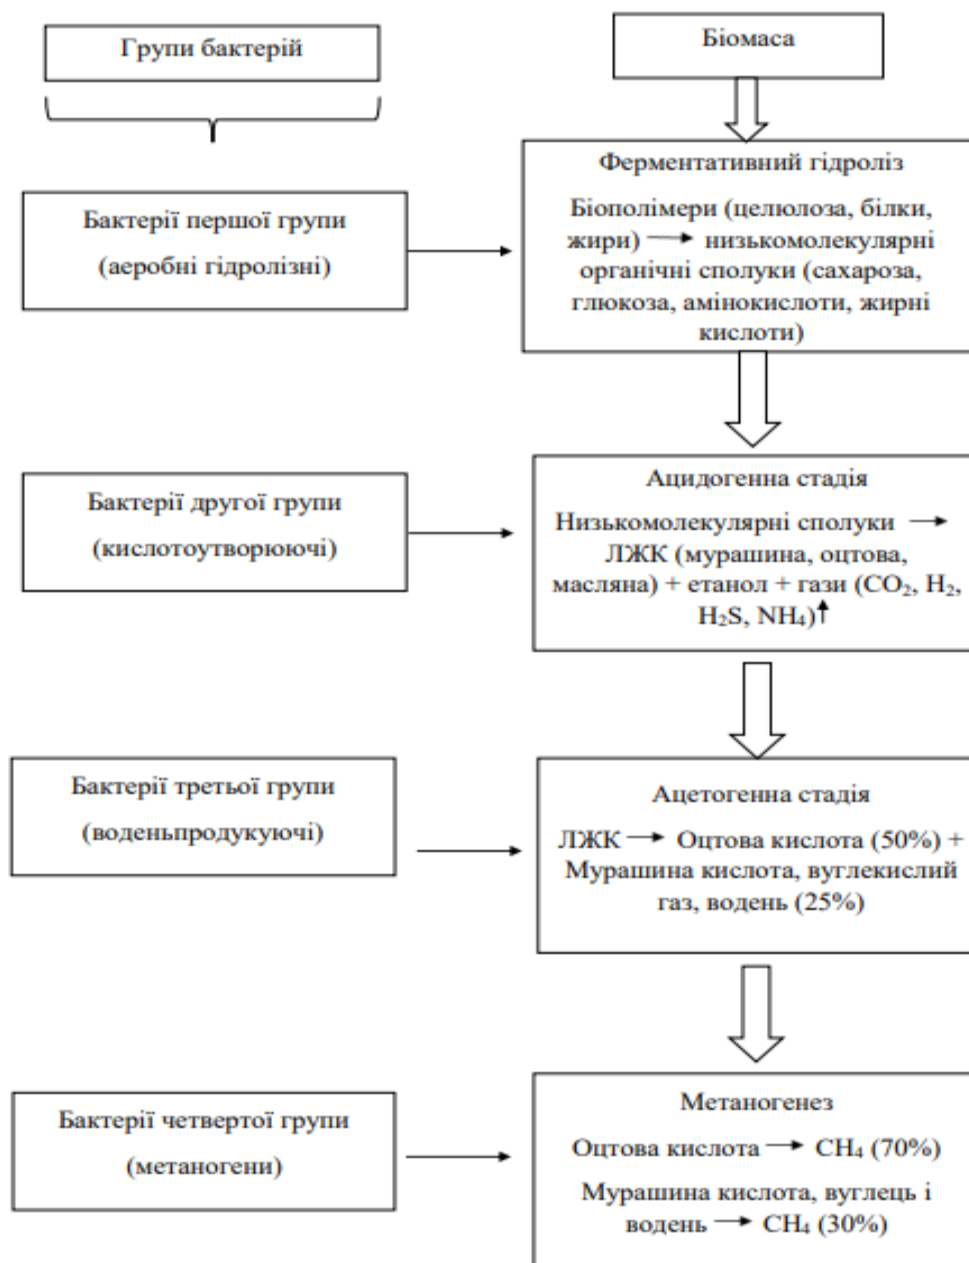 Групи бактерій
Біомаса
Бактерії першої групи
(аеробні гідролізні)
Ферментативний гідроліз
Біополімери (целюлоза, білки,
жири) → низькомолекулярні
органічні сполуки (сахароза,
глюкоза, амінокислоти, жирні
кислоти)
Бактерії другої групи
(кислотоутворюючі)
Ацидогенна стадія
Низькомолекулярні сполуки →
ЛЖК (мурашина, оцтова,
масляна) + етанол + гази (CO₂, H₂,
H₂S, NH₄)↑
Бактерії третьої групи
(воденьпродукуючі)
Ацетогенна стадія
ЛЖК → Оцтова кислота (50%) +
Мурашина кислота, вуглекислий
газ, водень (25%)
Бактерії четвертої групи
(метаногени)
Метаногенез
Оцтова кислота → CH₄ (70%)
Мурашина кислота, вуглець і
водень → CH₄ (30%)